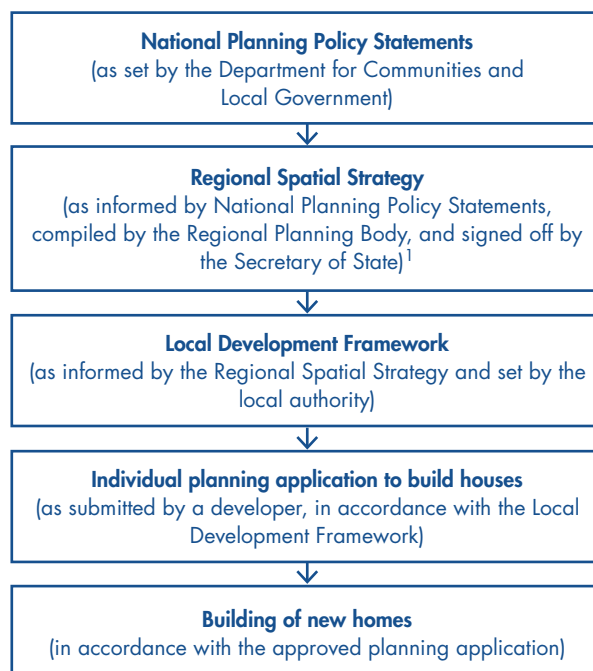 National Planning Policy Statements
(as set by the Department for Communities and
Local Government)
Regional Spatial Strategy
(as informed by National Planning Policy Statements,
compiled by the Regional Planning Body, and signed off by
the Secretary of State)1
Local Development Framework
(as informed by the Regional Spatial Strategy and set by the
local authority)
Individual planning application to build houses
(as submitted by a developer, in accordance with the Local
Development Framework)
Building of new homes
(in accordance with the approved planning application)